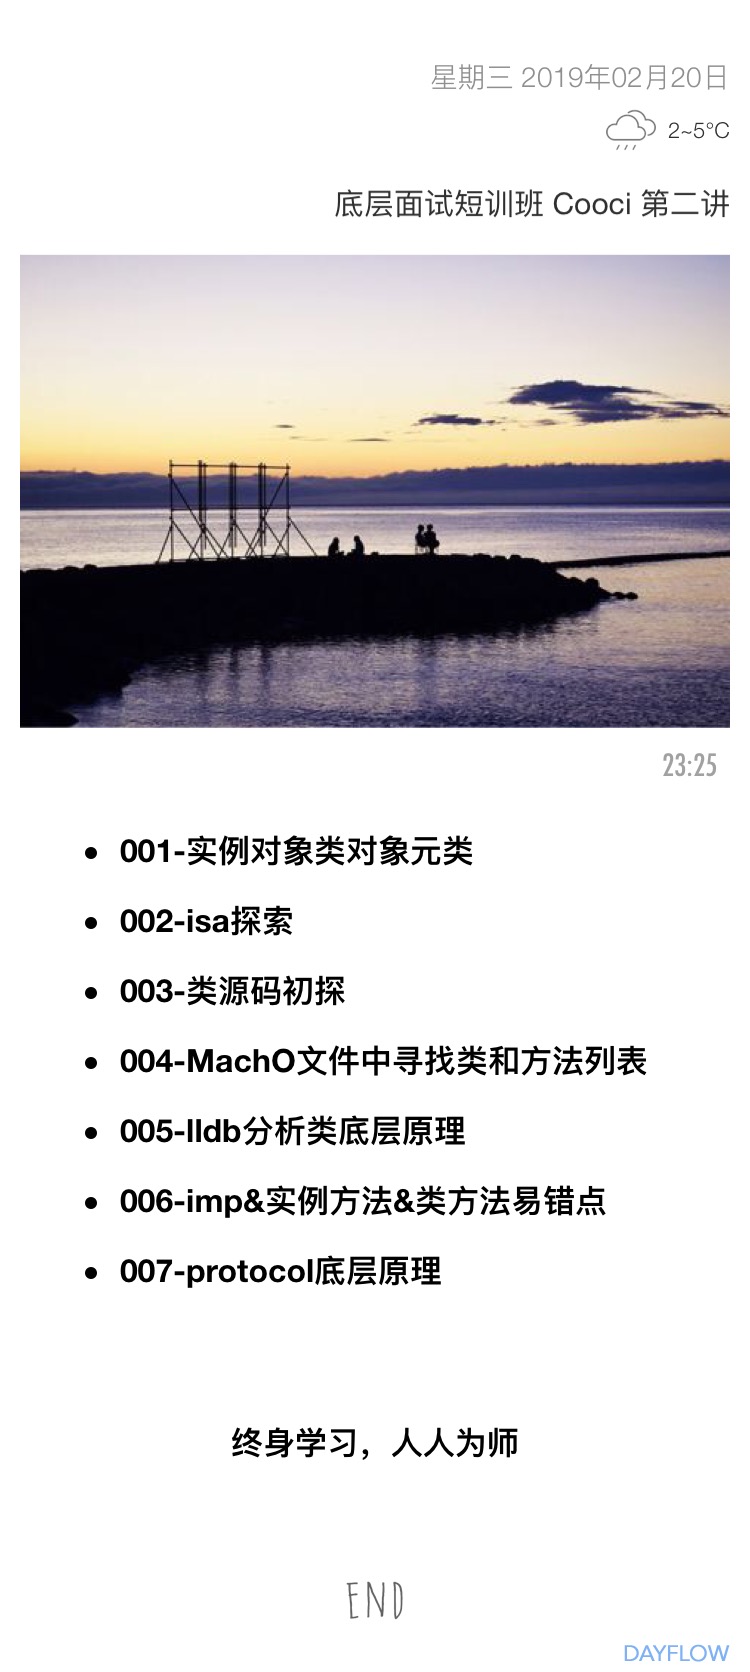 星期三 2019年02月20日
2~5°C
底层面试短训班 Cooci 第二讲
23:25
• 001-实例对象类对象元类
• 002-isa探索
• 003-类源码初探
• 004-MachO文件中寻找类和方法列表
• 005-lldb分析类底层原理
• 006-imp&实例方法&类方法易错点
• 007-protocol底层原理
终身学习，人人为师
END
DAYFLOW